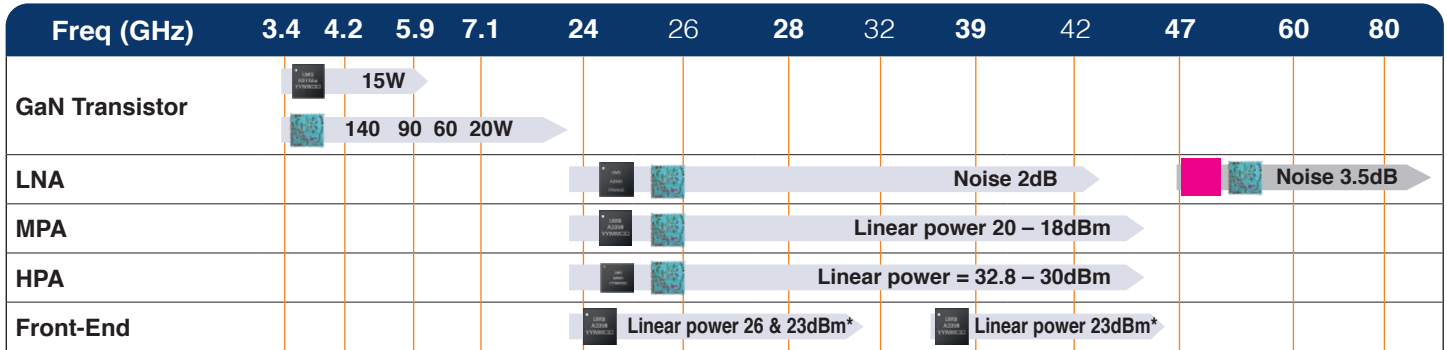 Freq (GHz) 3.4 4.2 5.9 7.1 24 26 28 32 39 42 47 60 80
GaN Transistor
15W
140 90 60 20W
LNA Noise 2dB Noise 3.5dB
MPA Linear power 20 – 18dBm
HPA Linear power = 32.8 – 30dBm
Front-End Linear power 26 & 23dBm* Linear power 23dBm*